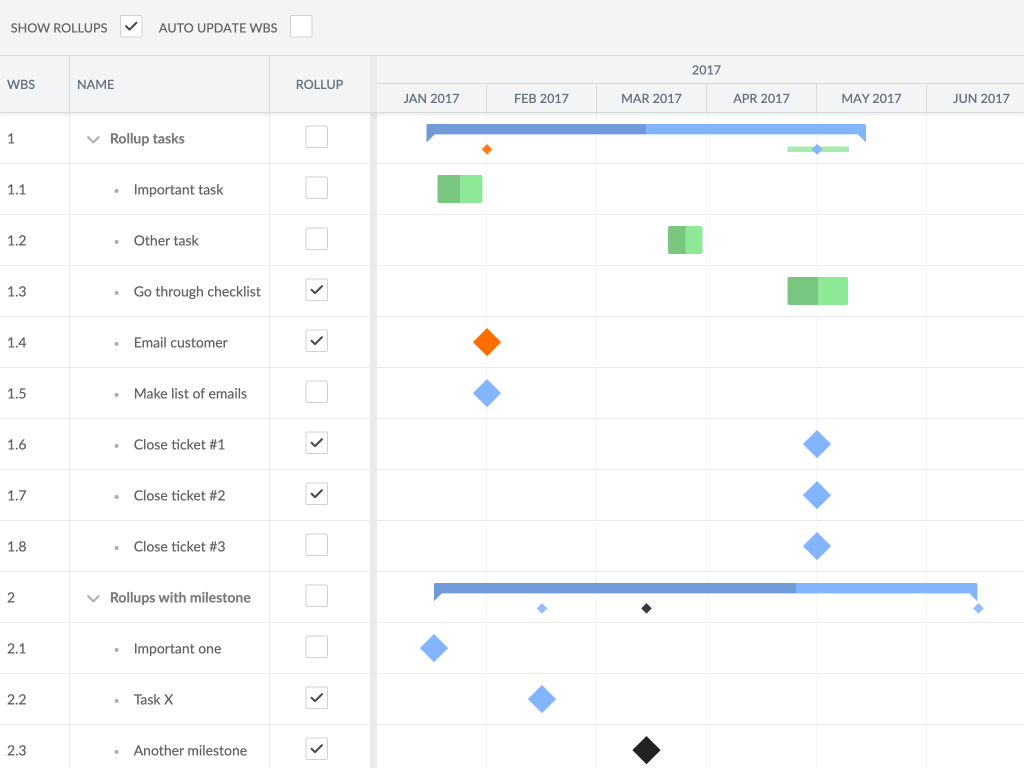 SHOW ROLLUPS AUTO UPDATE WBS
2017
WBS NAME ROLLUP
JAN 2017 FEB 2017 MAR 2017 APR 2017 MAY 2017 JUN 2017
1 Rollup tasks
1.1 Important task
1.2 Other task
1.3 Go through checklist
1.4 Email customer
1.5 Make list of emails
1.6 Close ticket #1
1.7 Close ticket #2
1.8 Close ticket #3
2 Rollups with milestone
2.1 Important one
2.2 Task X
2.3 Another milestone